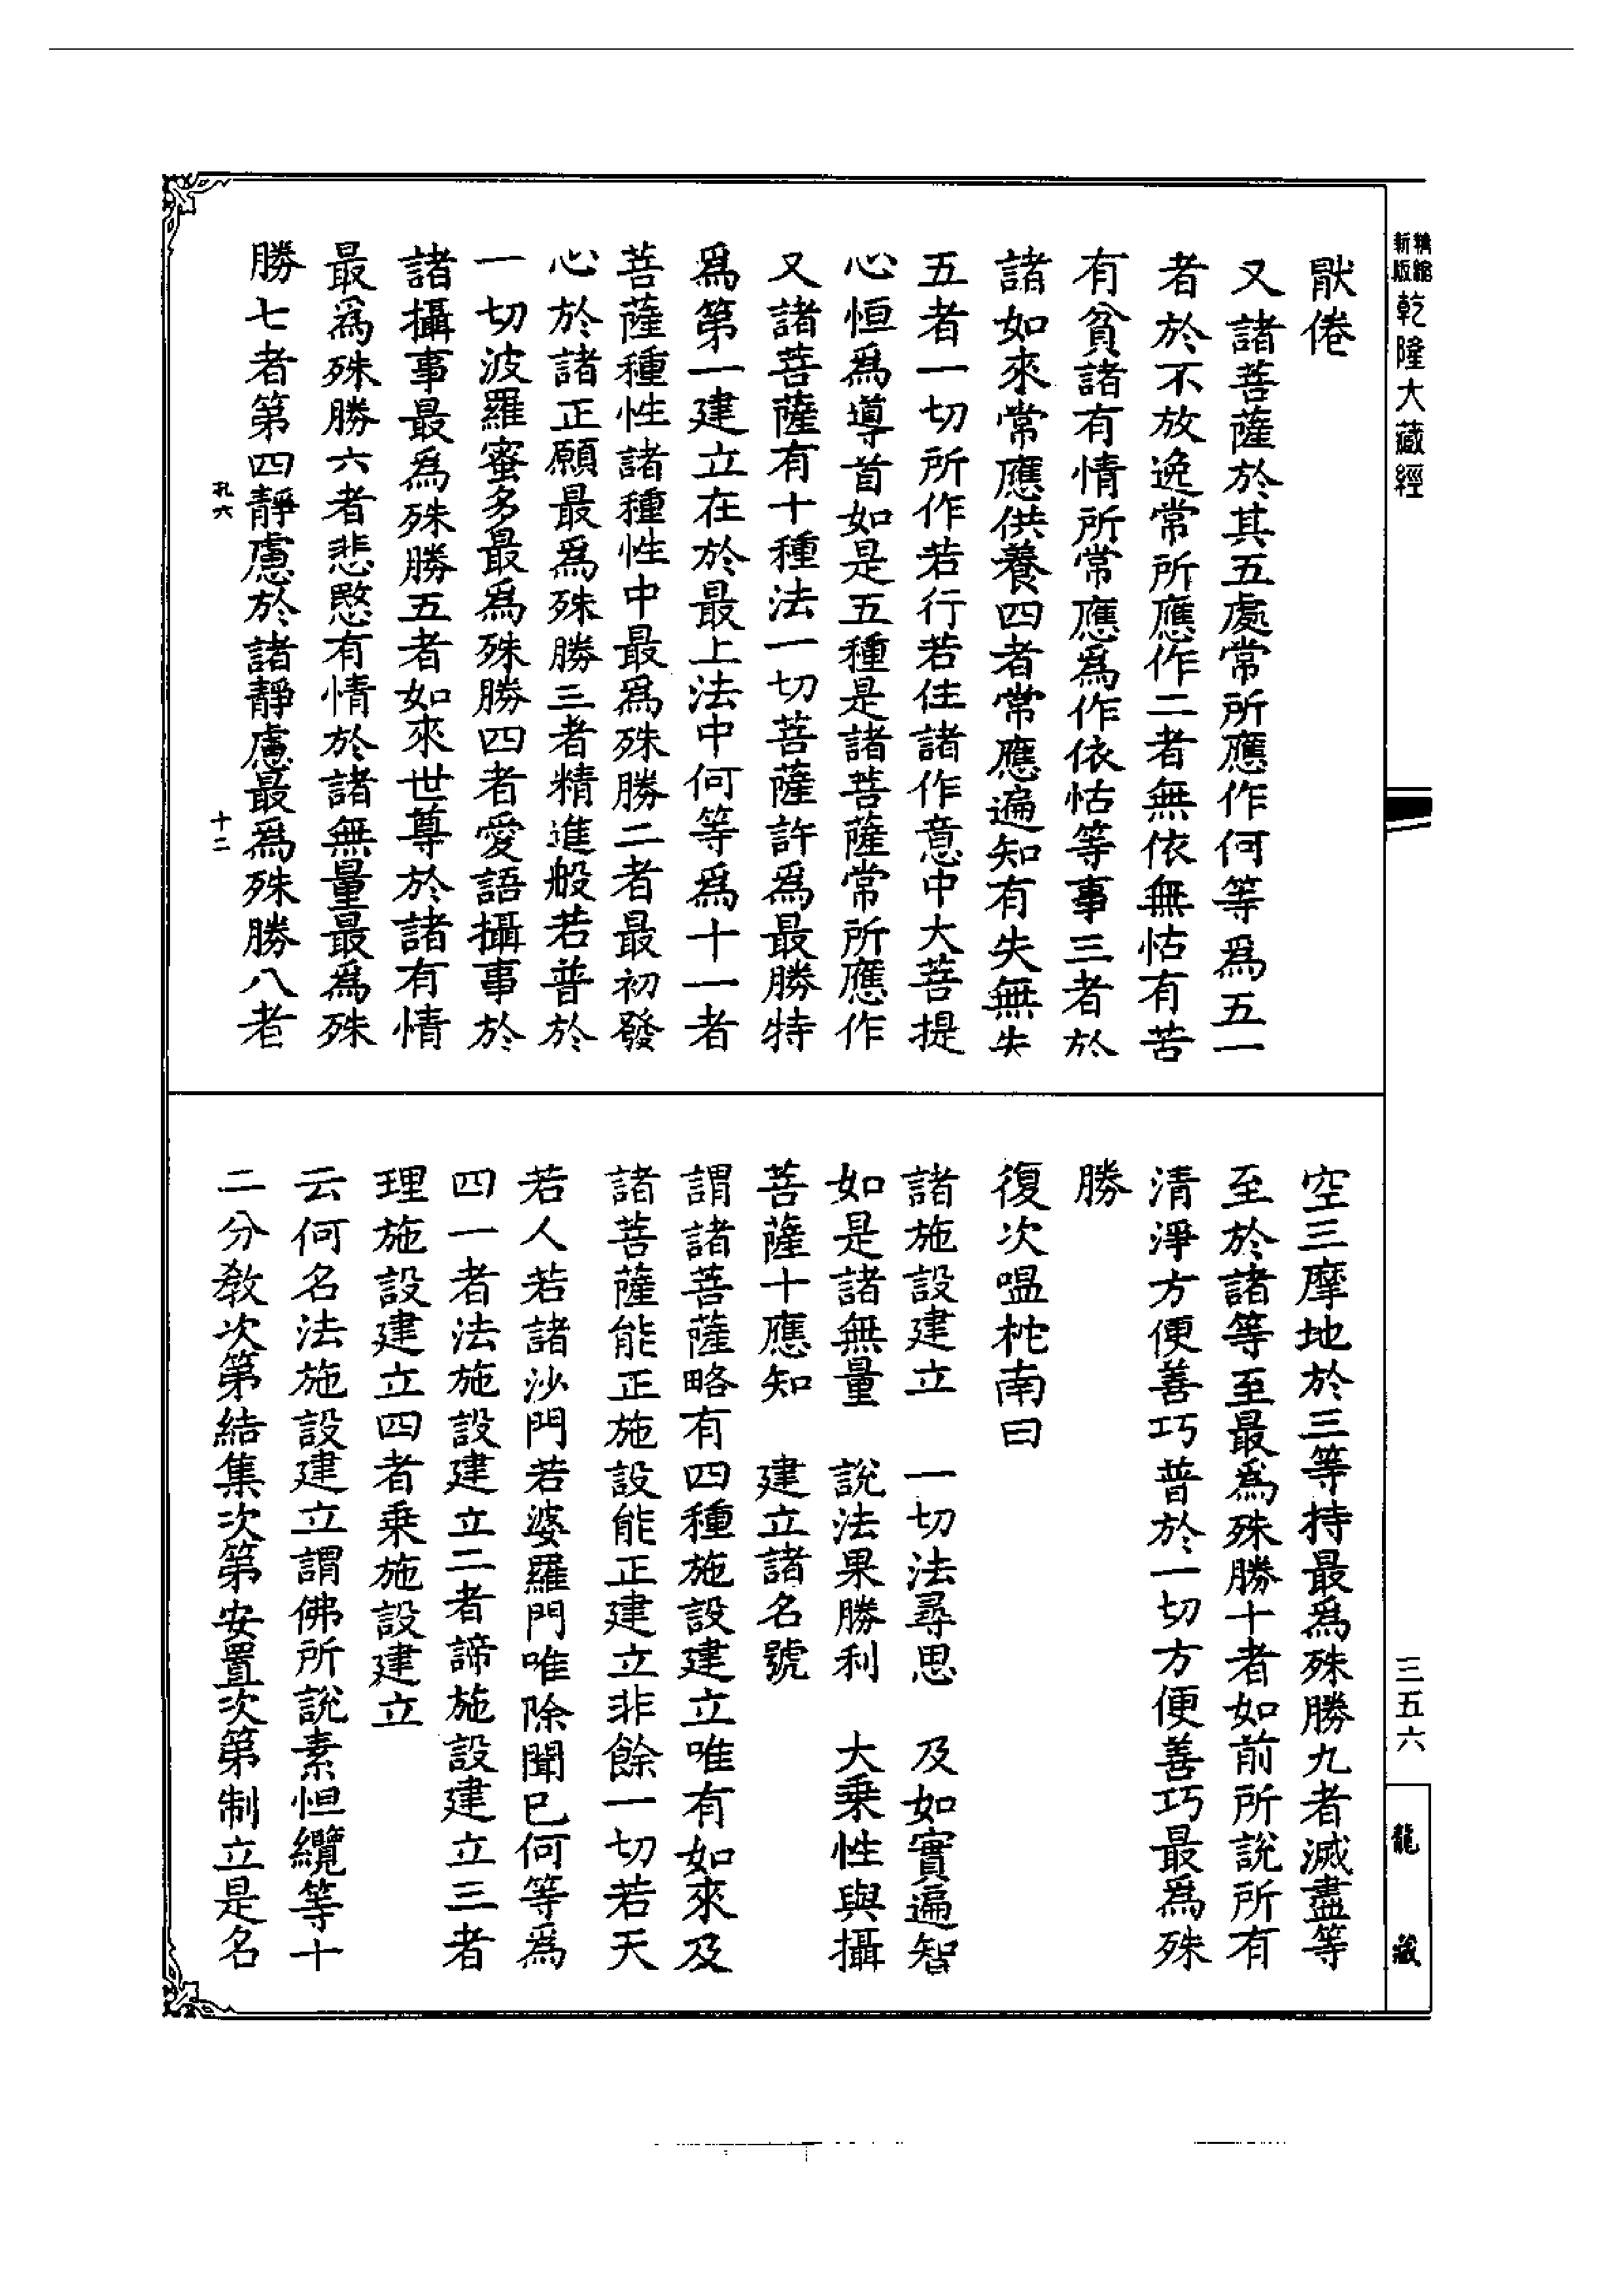 精縮新版乾隆大藏經
三五六
龍藏
猒倦
又諸菩薩於其五處常所應作何等為五一
者於不放逸常所應作二者無依無怙有苦
有貧諸有情所常應為作依怙等事三者於
諸如來常應供養四者常應遍知有失無失
五者一切所作若行若住諸作意中大菩提
心恒為導首如是五種是諸菩薩常所應作
又諸菩薩有十種法一切菩薩許為最勝特
為第一建立在於最上法中何等為十一者
菩薩種性諸種性中最為殊勝二者最初發
心於諸正願最為殊勝三者精進般若普於
一切波羅蜜多最為殊勝四者愛語攝事於
諸攝事最為殊勝五者如來世尊於諸有情
最為殊勝六者悲愍有情於諸無量最為殊
勝七者第四靜慮於諸靜慮最為殊勝八者
孔六 十二
空三摩地於三等持最為殊勝九者滅盡等
至於諸等至最為殊勝十者如前所說所有
清淨方便善巧普於一切方便善巧最為殊
勝
復次嗢柁南曰
諸施設建立 一切法尋思 及如實遍智
如是諸無量 說法果勝利 大乘性與攝
菩薩十應知 建立諸名號
謂諸菩薩略有四種施設建立唯有如來及
諸菩薩能正施設能正建立非餘一切若天
若人若諸沙門若婆羅門唯除聞已何等為
四一者法施設建立二者諦施設建立三者
理施設建立四者乘施設建立
云何名法施設建立謂佛所說素怛纜等十
二分教次第結集次第安置次第制立是名